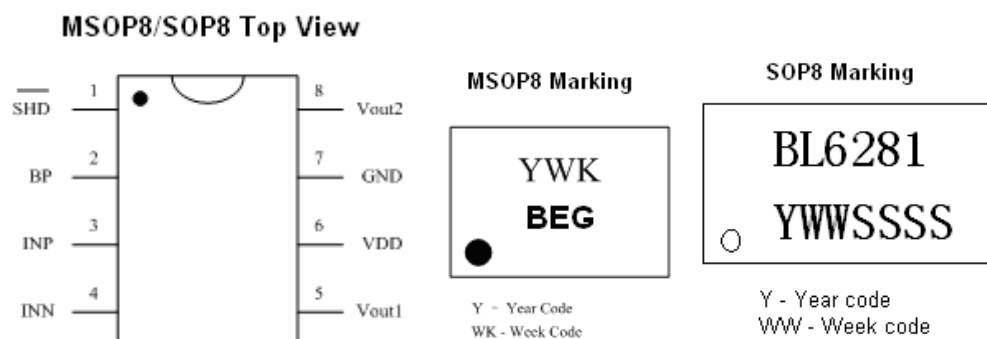 MSOP8/SOP8 Top View
SHD 1
BP 2
INP 3
INN 4
8 Vout2
7 GND
6 VDD
5 Vout1
MSOP8 Marking
YWK
BEG
Y - Year Code
WK - Week Code
SOP8 Marking
BL6281
YWWSSSS
Y - Year code
WW - Week code